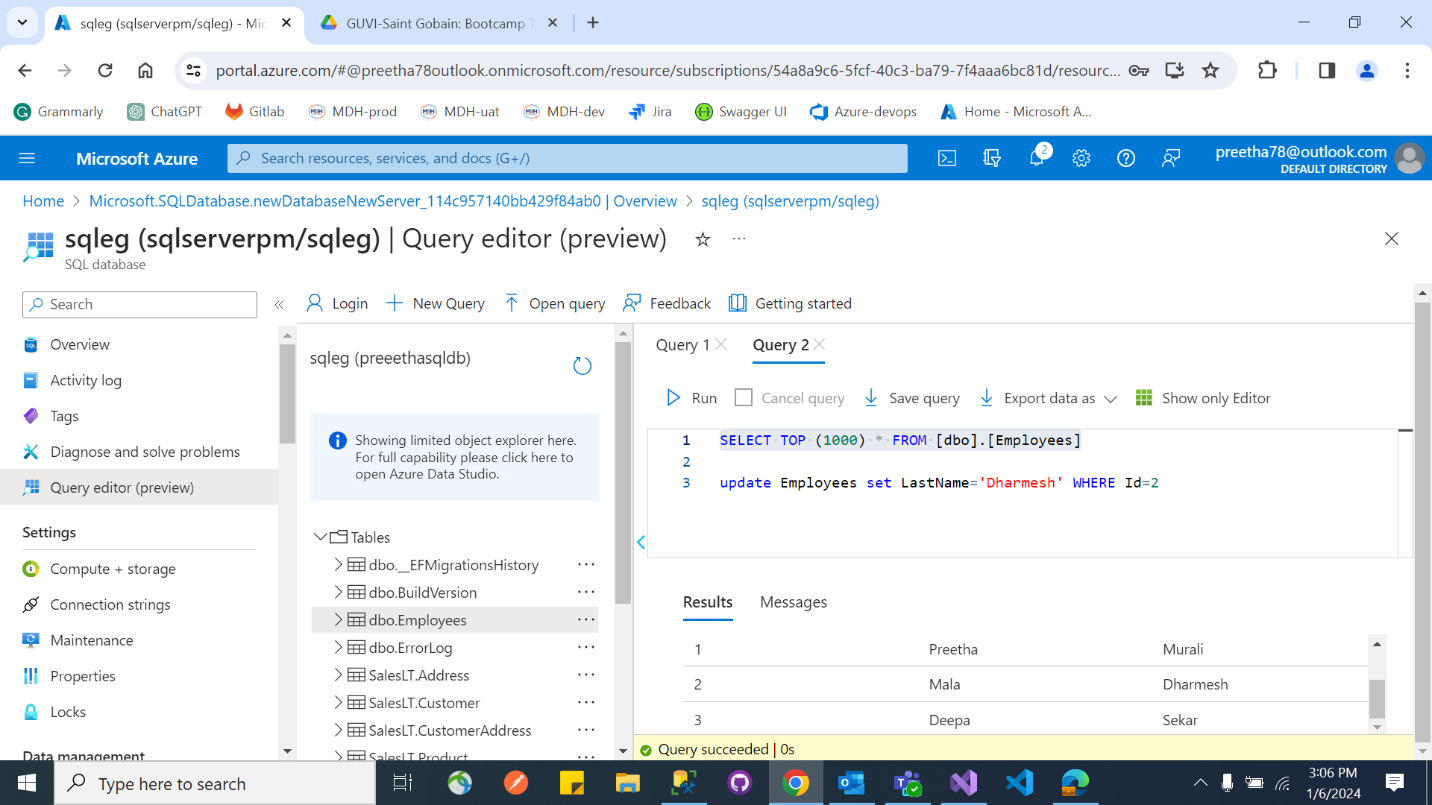 sqleg (sqlserverpm/sqleg) - Mic
GUVI-Saint Gobain: Bootcamp T
portal.azure.com/#@preetha78outlook.onmicrosoft.com/resource/subscriptions/54a8a9c6-5fcf-40c3-ba79-7f4aaa6bc81d/resourc...
Grammarly ChatGPT Gitlab MDH-prod MDH-uat MDH-dev Jira Swagger UI Azure-devops Home - Microsoft A...
Microsoft Azure
Search resources, services, and docs (G+/)
2
preetha78@outlook.com
DEFAULT DIRECTORY
Home > Microsoft.SQLDatabase.newDatabaseNewServer_114c957140bb429f84ab0 | Overview > sqleg (sqlserverpm/sqleg)
sqleg (sqlserverpm/sqleg) | Query editor (preview)
SQL database
Search
Overview
Activity log
Tags
Diagnose and solve problems
Query editor (preview)
Settings
Compute + storage
Connection strings
Maintenance
Properties
Locks
Data management
Login New Query Open query Feedback Getting started
sqleg (preeethasqldb)
Showing limited object explorer here.
For full capability please click here to
open Azure Data Studio.
Tables
dbo.__EFMigrationsHistory
dbo.BuildVersion
dbo.Employees
dbo.ErrorLog
SalesLT.Address
SalesLT.Customer
SalesLT.CustomerAddress
SalesLT.Product
Query 1 Query 2
Run Cancel query Save query Export data as Show only Editor
1 SELECT TOP (1000) * FROM [dbo].[Employees]
2
3 update Employees set LastName='Dharmesh' WHERE Id=2
Results Messages
1 Preetha Murali
2 Mala Dharmesh
3 Deepa Sekar
Query succeeded | 0s
Type here to search
3:06 PM
1/6/2024